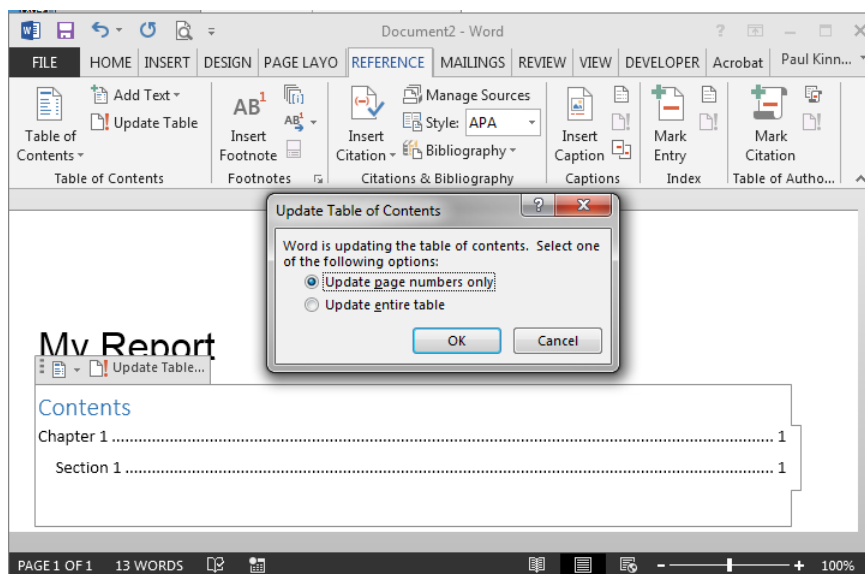 Document2 - Word
FILE HOME INSERT DESIGN PAGE LAYO REFERENCE MAILINGS REVIEW VIEW DEVELOPER Acrobat Paul Kinn...
Table of Contents
Add Text
Update Table
Table of Contents
AB1
Insert Footnote
AB1
Footnotes
Insert Citation
Manage Sources
Style: APA
Bibliography
Citations & Bibliography
Insert Caption
Captions
Mark Entry
Index
Mark Citation
Table of Autho...
Update Table of Contents
Word is updating the table of contents. Select one
of the following options:
Update page numbers only
Update entire table
OK Cancel
My Report
Update Table...
Contents
Chapter 1 ........ 1
Section 1 ........ 1
PAGE 1 OF 1 13 WORDS 100%